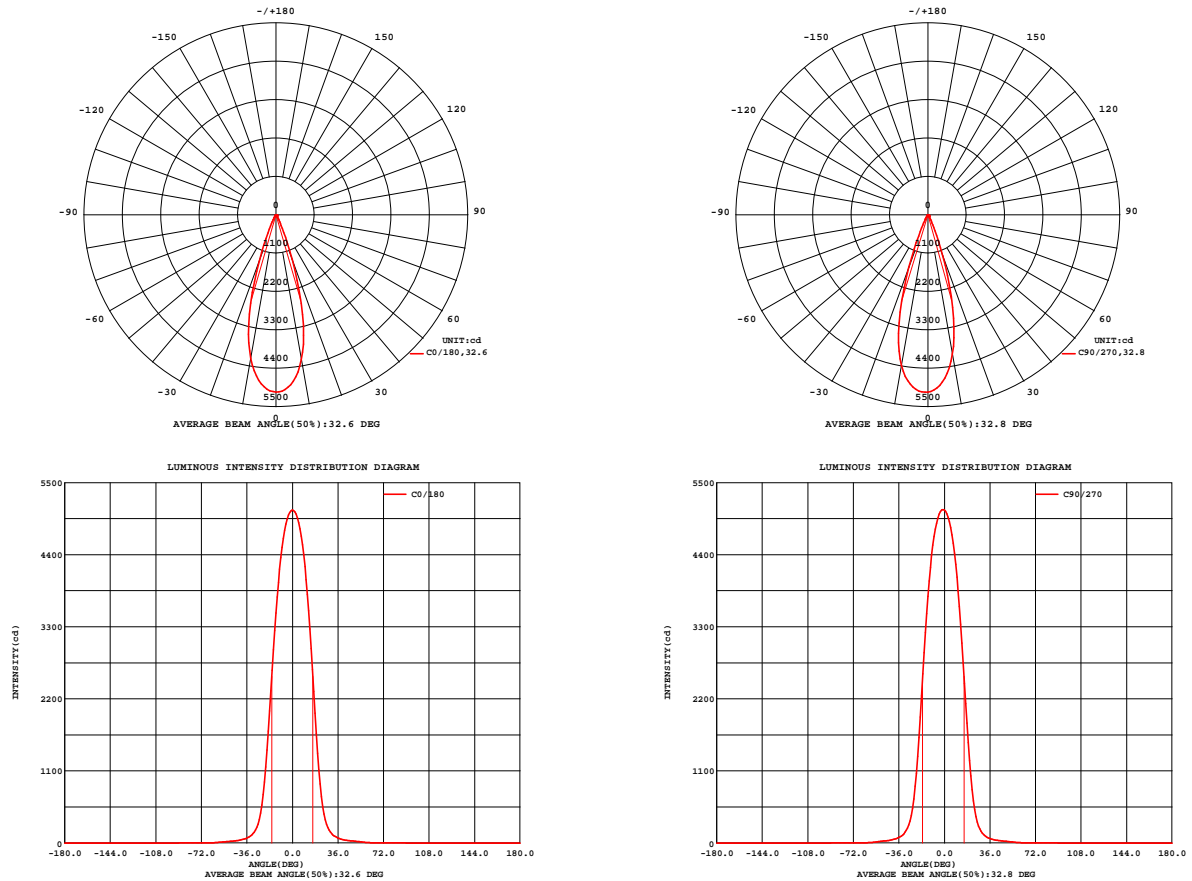 -/+180
-150 150
-120 120
-90 90
0
1100
2200
3300
4400
5500
-60 60
-30 30
0
UNIT:cd
C0/180,32.6
AVERAGE BEAM ANGLE(50%):32.6 DEG
-/+180
-150 150
-120 120
-90 90
0
1100
2200
3300
4400
5500
-60 60
-30 30
0
UNIT:cd
C90/270,32.8
AVERAGE BEAM ANGLE(50%):32.8 DEG
LUMINOUS INTENSITY DISTRIBUTION DIAGRAM
C0/180
5500
4400
3300
2200
1100
0
INTENSITY(cd)
-180.0 -144.0 -108.0 -72.0 -36.0 0.0 36.0 72.0 108.0 144.0 180.0
ANGLE(DEG)
AVERAGE BEAM ANGLE(50%):32.6 DEG
LUMINOUS INTENSITY DISTRIBUTION DIAGRAM
C90/270
5500
4400
3300
2200
1100
0
INTENSITY(cd)
-180.0 -144.0 -108.0 -72.0 -36.0 0.0 36.0 72.0 108.0 144.0 180.0
ANGLE(DEG)
AVERAGE BEAM ANGLE(50%):32.8 DEG